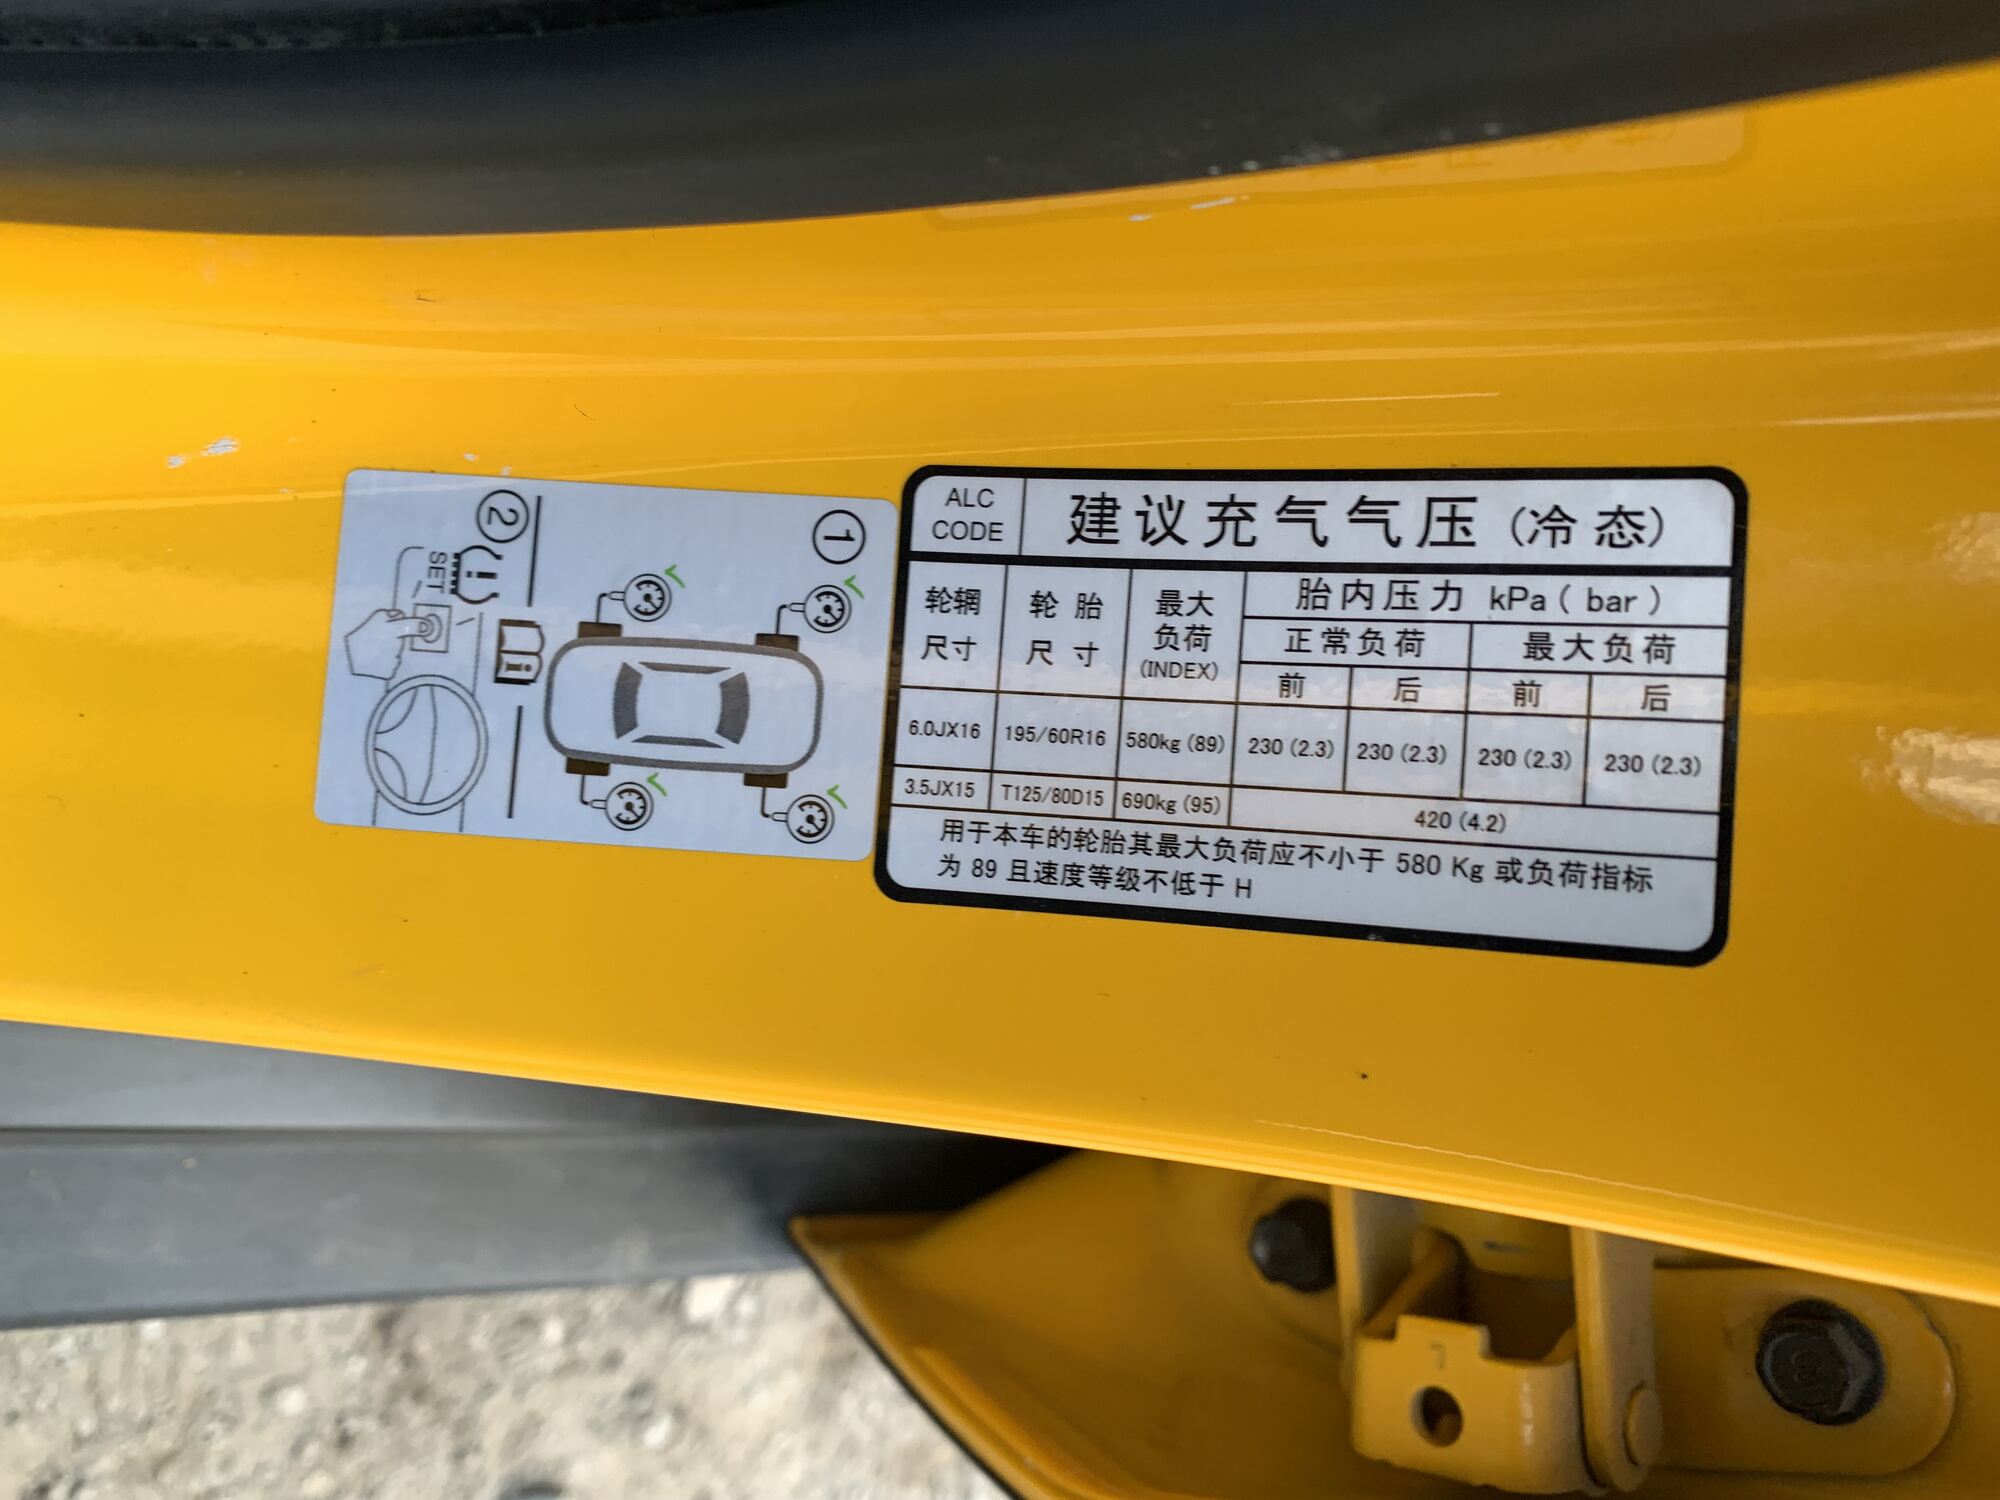 1
2
SET
i
ALC
CODE
建议充气气压（冷态）
轮辋
尺寸
轮胎
尺寸
最大
负荷
(INDEX)
胎内压力 kPa ( bar )
正常负荷
最大负荷
前
后
前
后
6.0JX16
195/60R16
580kg (89)
230 (2.3)
230 (2.3)
230 (2.3)
230 (2.3)
3.5JX15
T125/80D15
690kg (95)
420 (4.2)
用于本车的轮胎其最大负荷应不小于 580 Kg 或负荷指标
为 89 且速度等级不低于 H
L
8